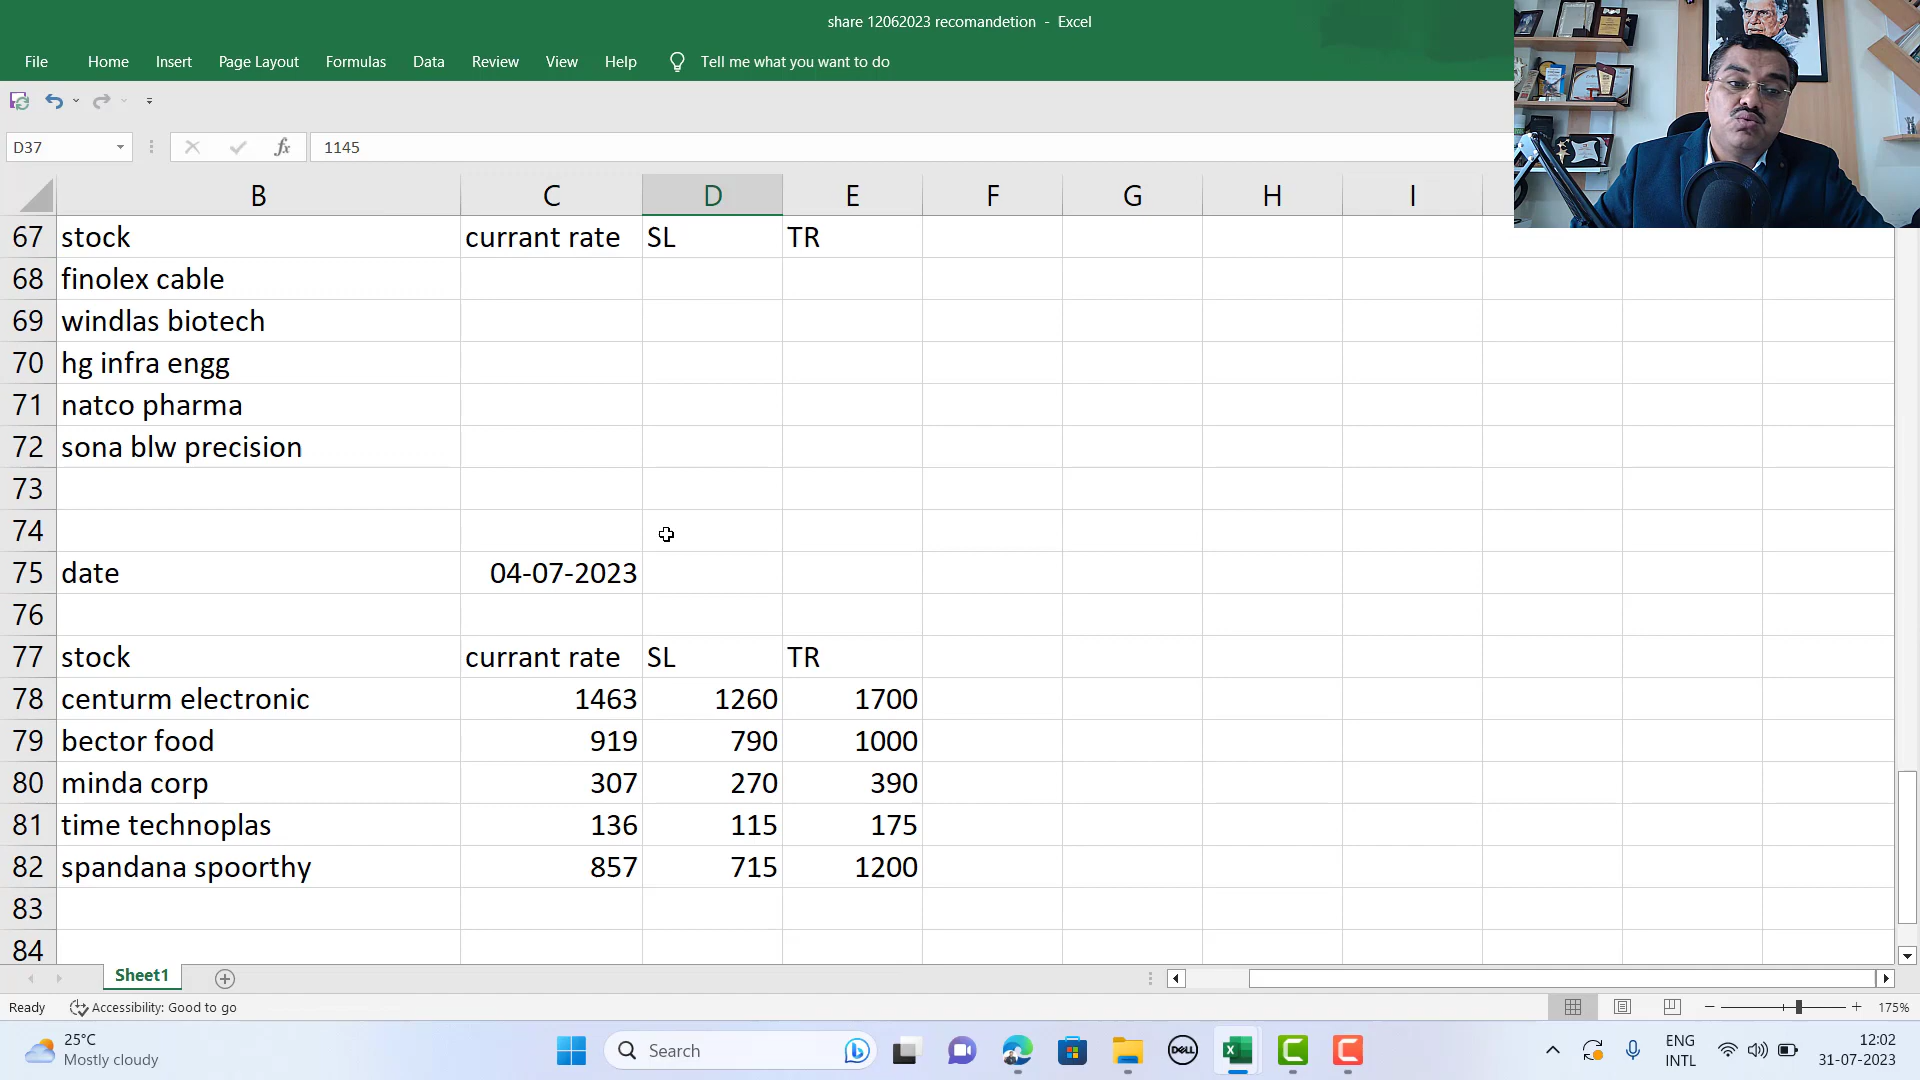 share 12062023 recomandetion - Excel
File Home Insert Page Layout Formulas Data Review View Help Tell me what you want to do
D37 fx 1145
B C D E F G H I
67 stock currant rate SL TR
68 finolex cable
69 windlas biotech
70 hg infra engg
71 natco pharma
72 sona blw precision
73
74
75 date 04-07-2023
76
77 stock currant rate SL TR
78 centurm electronic 1463 1260 1700
79 bector food 919 790 1000
80 minda corp 307 270 390
81 time technoplas 136 115 175
82 spandana spoorthy 857 715 1200
83
84
Sheet1
Ready Accessibility: Good to go 175%
25°C
Mostly cloudy
Search
DELL
ENG
INTL
12:02
31-07-2023